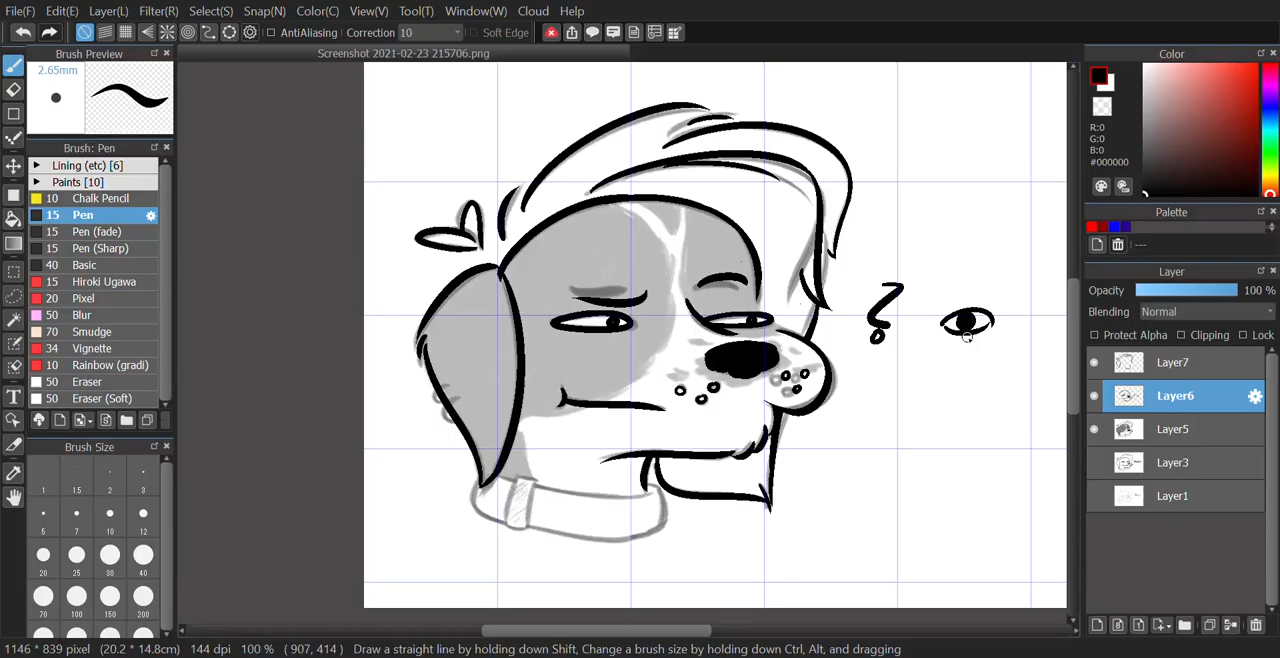 File(F) Edit(E) Layer(L) Filter(R) Select(S) Snap(N) Color(C) View(V) Tool(T) Window(W) Cloud Help
AntiAliasing Correction 10 Soft Edge
Brush Preview
Screenshot 2021-02-23 215706.png
Color
2.65mm
R:0
G:0
B:0
#000000
Brush: Pen
Lining (etc) [6]
Paints [10]
10 Chalk Pencil
15 Pen
15 Pen (fade)
15 Pen (Sharp)
40 Basic
15 Hiroki Ugawa
20 Pixel
50 Blur
70 Smudge
34 Vignette
10 Rainbow (gradi)
50 Eraser
50 Eraser (Soft)
Palette
---
Layer
Opacity 100 %
Blending Normal
Protect Alpha Clipping Lock
Layer7
Layer6
Layer5
Layer3
Layer1
Brush Size
1 1.5 2 3
5 7 10 12
20 25 30 40
70 100 150 200
1146 * 839 pixel (20.2 * 14.8cm) 144 dpi 100 % ( 907, 414 ) Draw a straight line by holding down Shift, Change a brush size by holding down Ctrl, Alt, and dragging